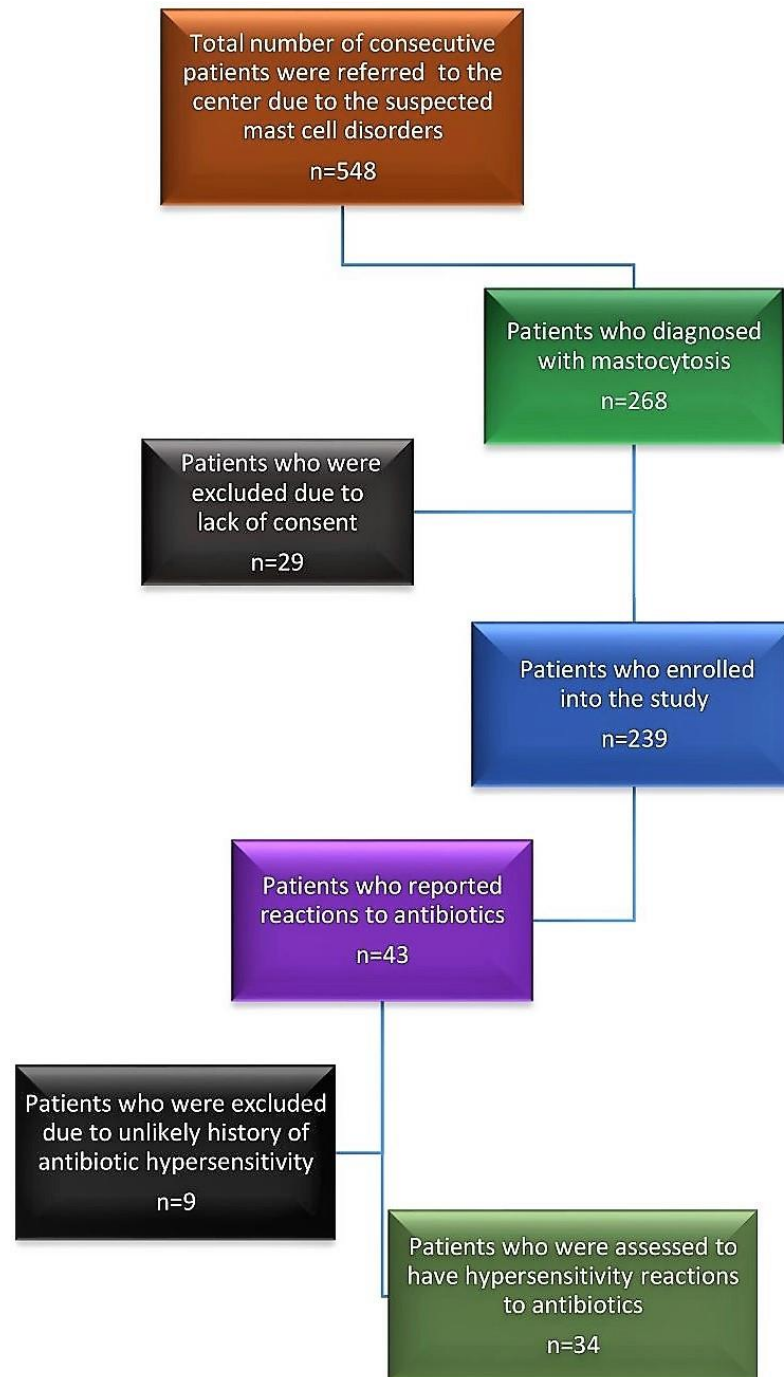 Total number of consecutive
patients were referred  to the
center due to the suspected
mast cell disorders
n=548
Patients who diagnosed
with mastocytosis
n=268
Patients who were
excluded due to
lack of consent
n=29
Patients who enrolled
into the study
n=239
Patients who reported
reactions to antibiotics
n=43
Patients who were excluded
due to unlikely history of
antibiotic hypersensitivity
n=9
Patients who were assessed to
have hypersensitivity reactions
to antibiotics
n=34